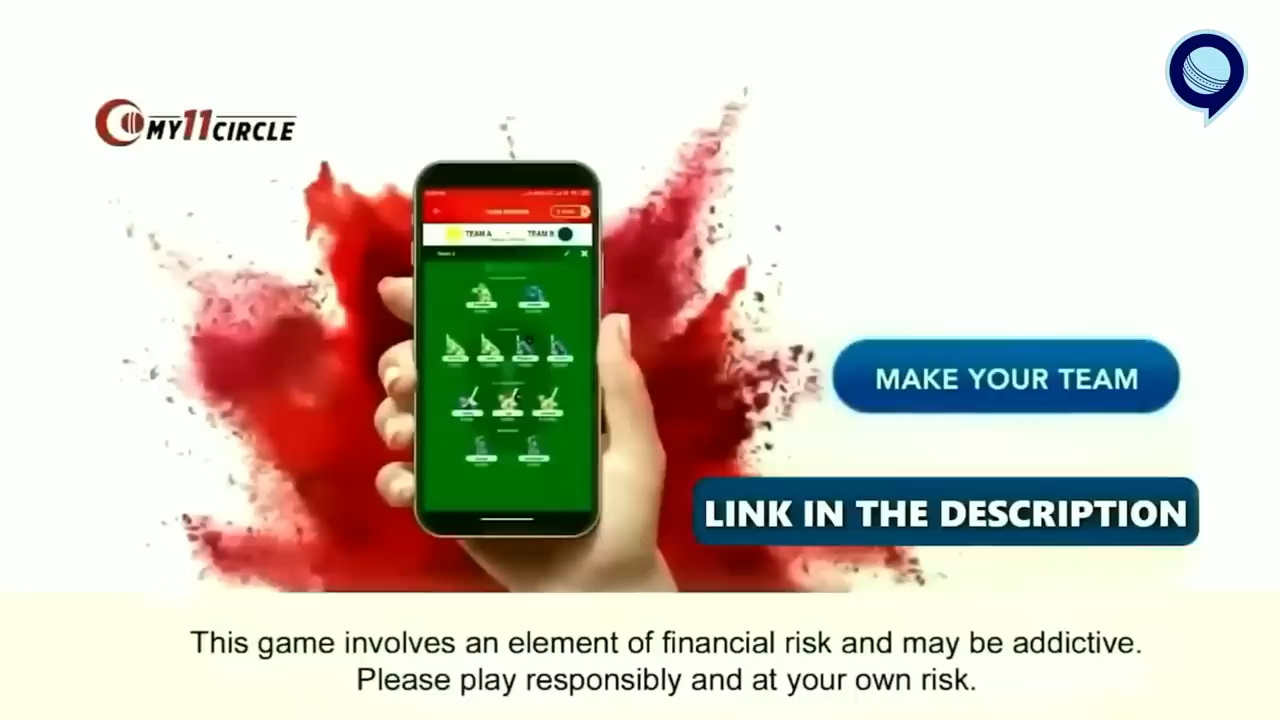 MY11CIRCLE
TEAM A
TEAM B
MAKE YOUR TEAM
LINK IN THE DESCRIPTION
This game involves an element of financial risk and may be addictive.
Please play responsibly and at your own risk.